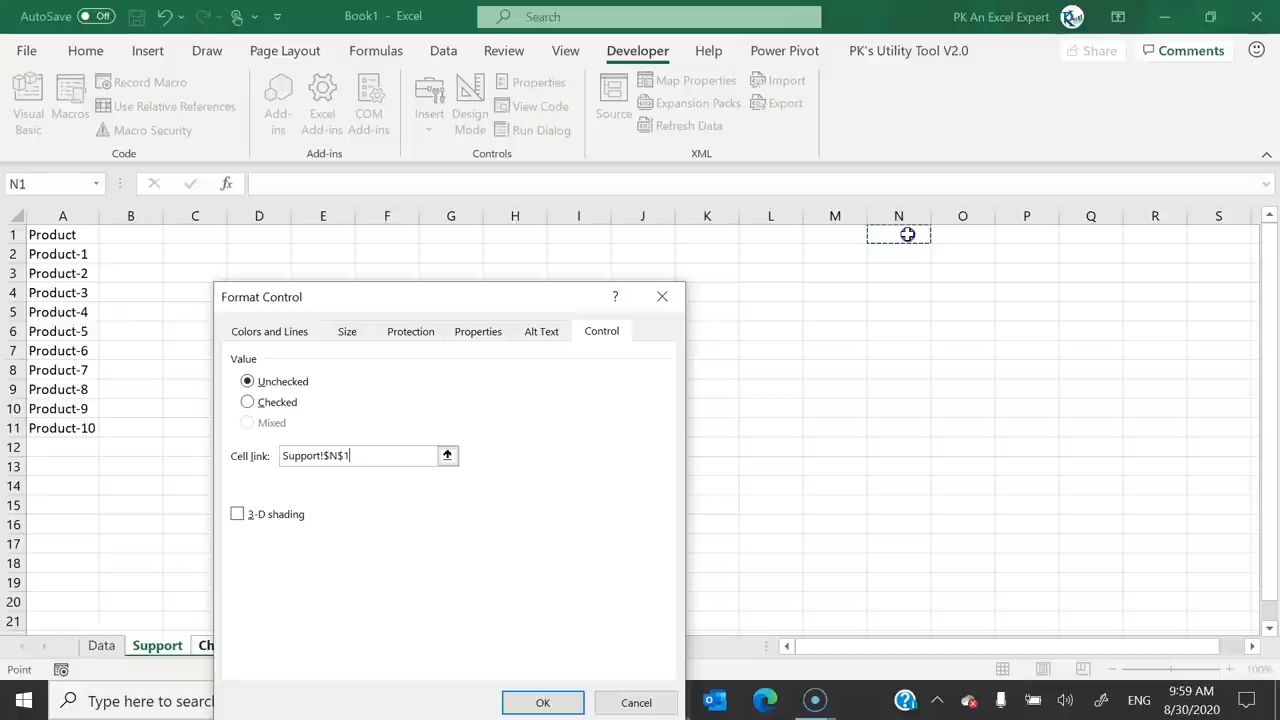 AutoSave Off Book1 - Excel Search PK An Excel Expert
File Home Insert Draw Page Layout Formulas Data Review View Developer Help Power Pivot PK's Utility Tool V2.0 Share Comments
Visual Basic
Macros
Record Macro
Use Relative References
Macro Security
Code
Add-ins
Excel Add-ins
COM Add-ins
Add-ins
Insert
Design Mode
Properties
View Code
Run Dialog
Controls
Source
Map Properties
Expansion Packs
Refresh Data
Import
Export
XML
N1 fx
A B C D E F G H I J K L M N O P Q R S
1 Product
2 Product-1
3 Product-2
4 Product-3
5 Product-4
6 Product-5
7 Product-6
8 Product-7
9 Product-8
10 Product-9
11 Product-10
12
13
14
15
16
17
18
19
20
21
Format Control ?
Colors and Lines Size Protection Properties Alt Text Control
Value
Unchecked
Checked
Mixed
Cell link: Support!$N$1
3-D shading
OK Cancel
Data Support Ch
Point 100%
Type here to searc
ENG 9:59 AM
8/30/2020